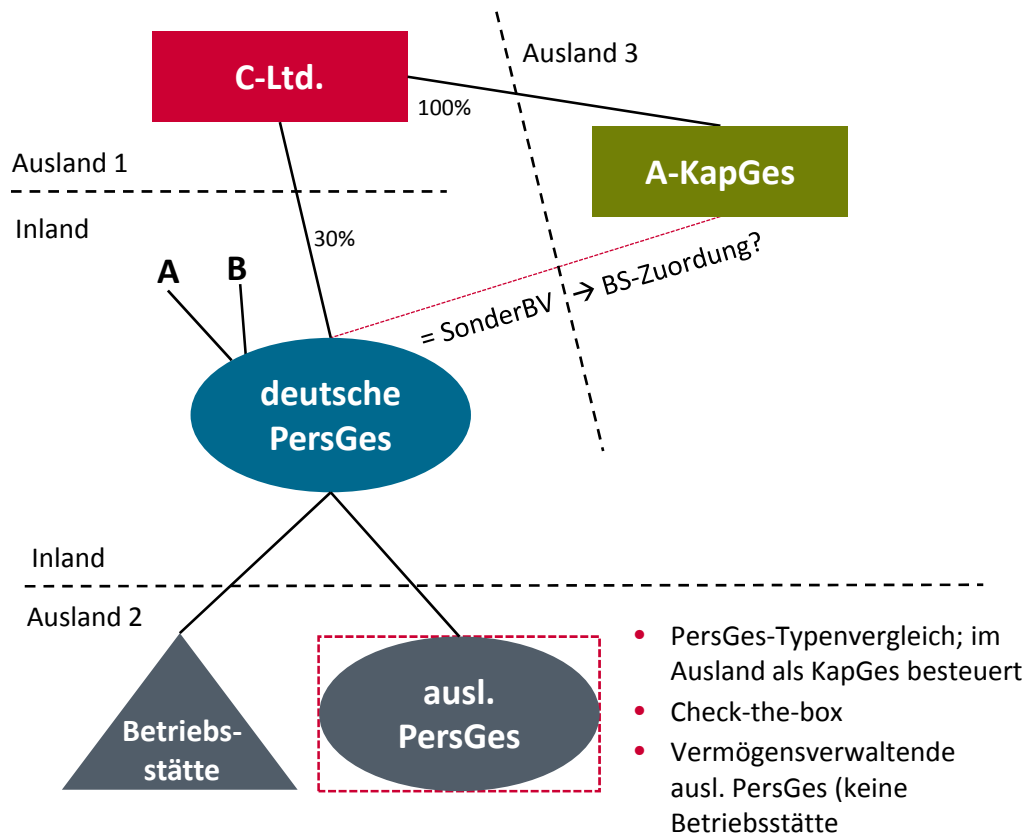 Ausland 3
C-Ltd.
100%
A-KapGes
Ausland 1
Inland
30%
A
B
= SonderBV → BS-Zuordung?
deutsche
PersGes
Inland
Ausland 2
Betriebs-
stätte
ausl.
PersGes
• PersGes-Typenvergleich; im
Ausland als KapGes besteuert
• Check-the-box
• Vermögensverwaltende
ausl. PersGes (keine
Betriebsstätte